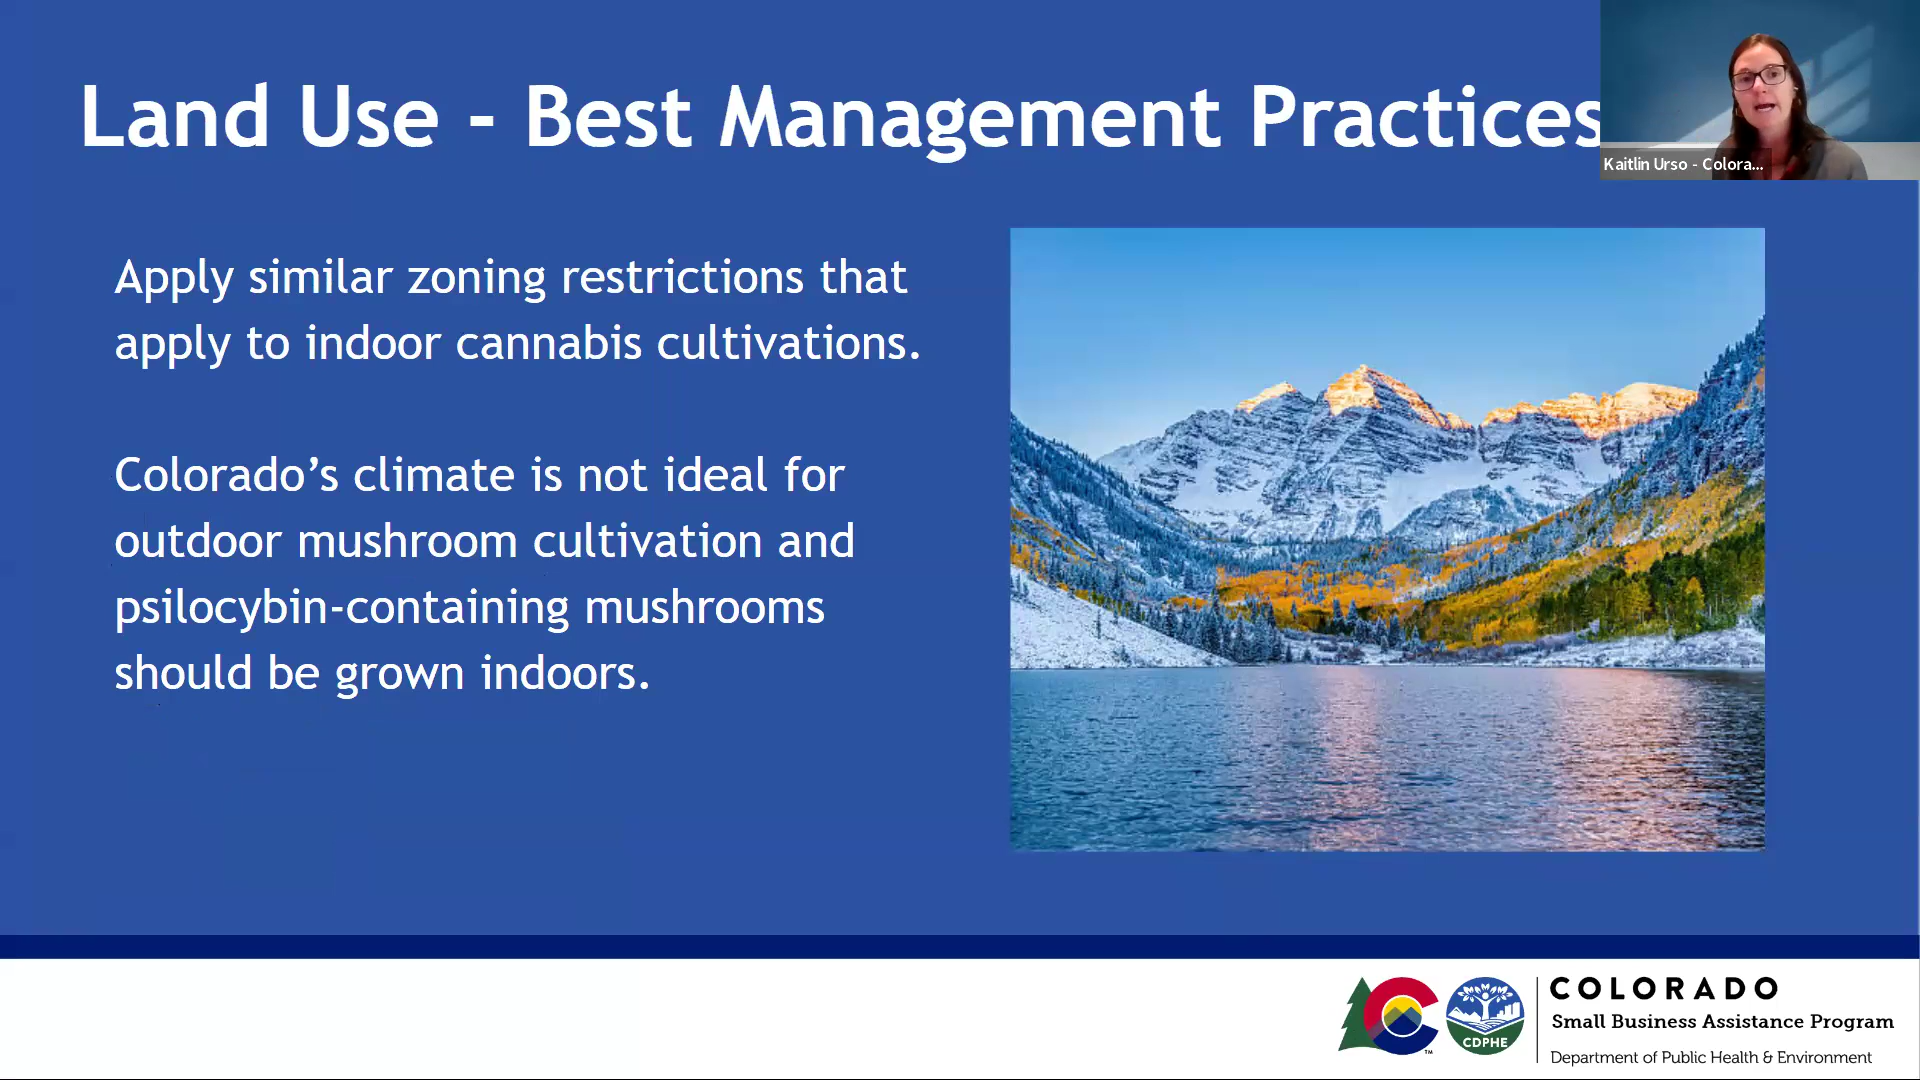 Land Use - Best Management Practices
Kaitlin Urso - Colora...
Apply similar zoning restrictions that
apply to indoor cannabis cultivations.
Colorado’s climate is not ideal for
outdoor mushroom cultivation and
psilocybin-containing mushrooms
should be grown indoors.
TM
CDPHE
COLORADO
Small Business Assistance Program
Department of Public Health & Environment